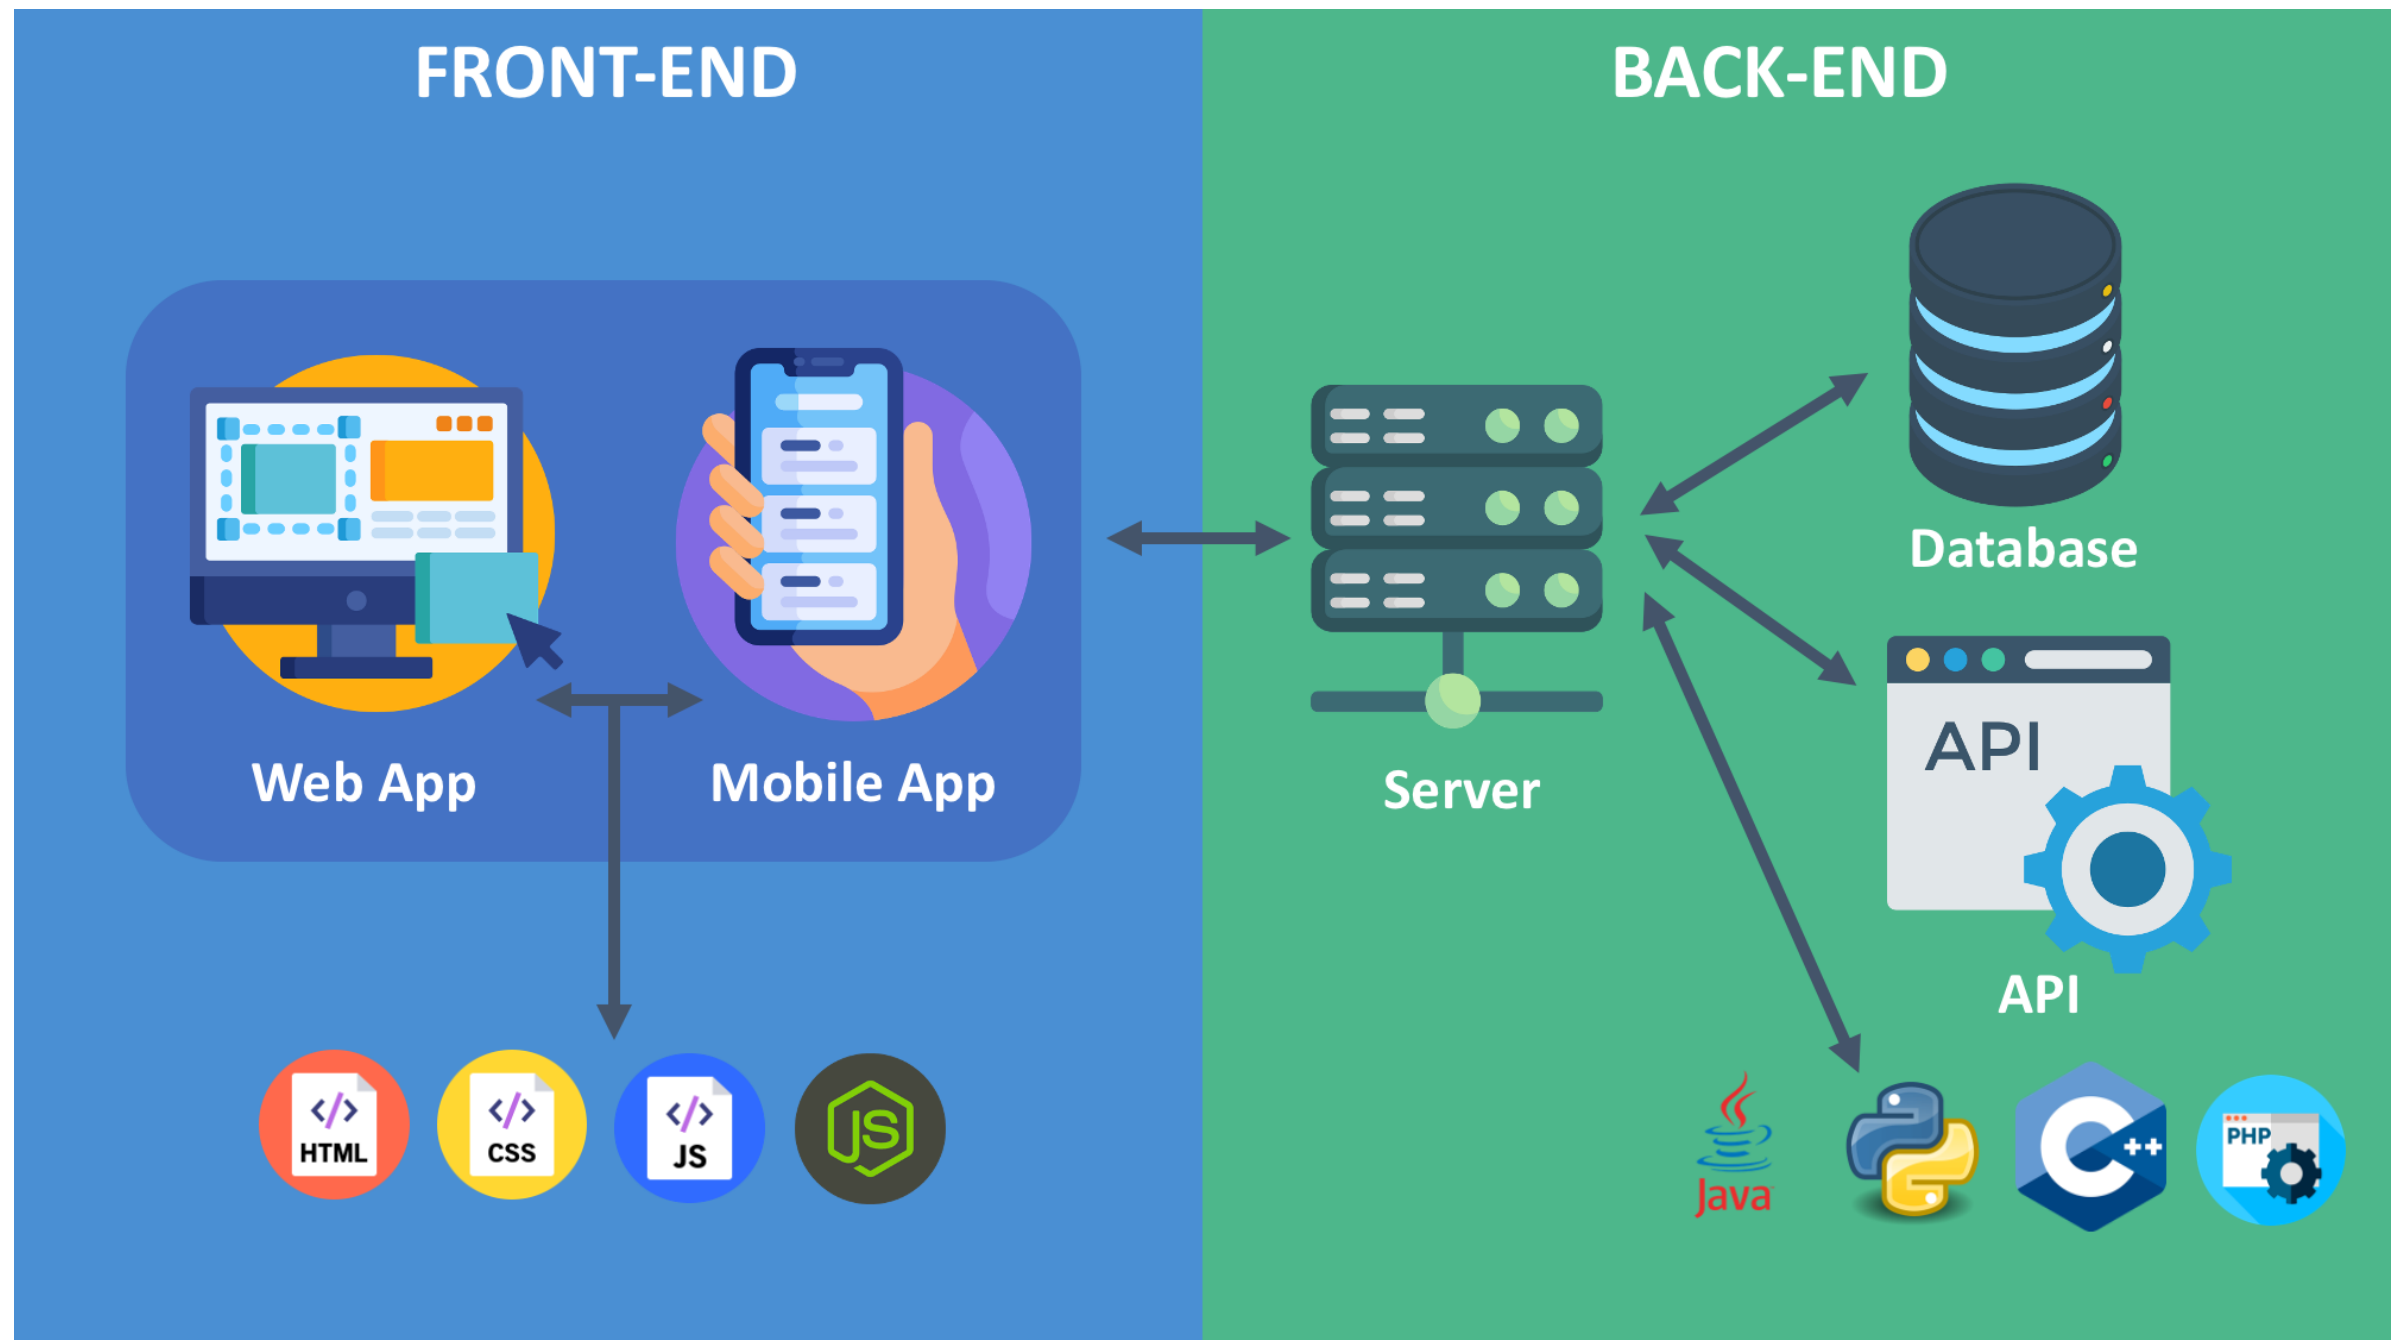 FRONT-END
BACK-END
Web App
Mobile App
Server
Database
API
API
HTML
CSS
JS
JS
Java
C++
PHP